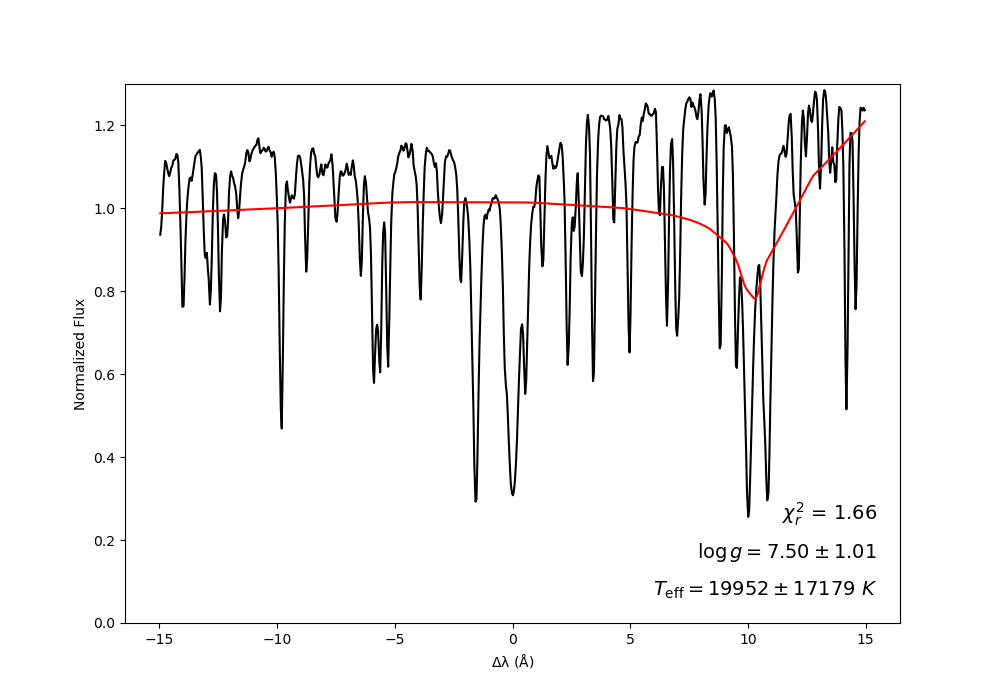 1.2
1.0
0.8
0.6
0.4
0.2
0.0
Normalized Flux
χ²ᵣ = 1.66
log g = 7.50 ± 1.01
T_eff = 19952 ± 17179 K
−15 −10 −5 0 5 10 15
Δλ (Å)